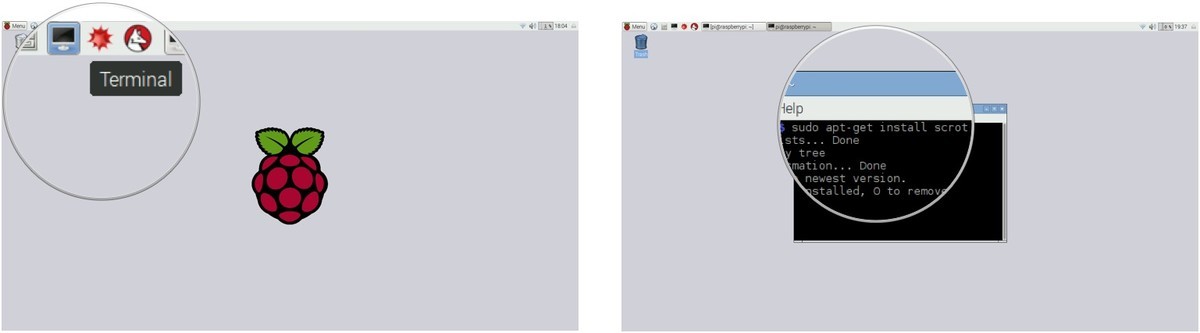 Menu
18:04
Terminal
Menu
[pi@raspberrypi: ~]
pi@raspberrypi: ~
19:37
Help
$ sudo apt-get install scrot
ists... Done
y tree
mation... Done
newest version.
nstalled, 0 to remove